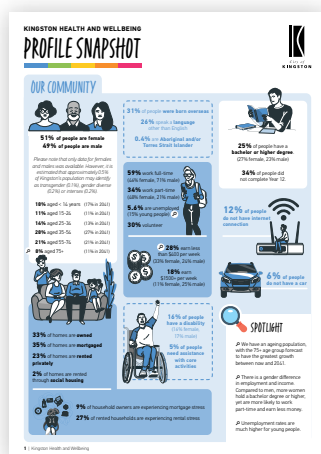 KINGSTON HEALTH AND WELLBEING
PROFILE SNAPSHOT
City of
KINGSTON
OUR COMMUNITY
51% of people are female
49% of people are male
Please note that only data for females
and males was available. However, it is
estimated that approximately 0.5%
of Kingston's population may identify
as transgender (0.1%), gender diverse
(0.2%) or intersex (0.2%).
18% aged < 14 years (17% in 2041)
11% aged 15-24 (11% in 2041)
16% aged 25-34 (13% in 2041)
28% aged 35-54 (27% in 2041)
21% aged 55-74 (21% in 2041)
8% aged 75+ (11% in 2041)
33% of homes are owned
35% of homes are mortgaged
23% of homes are rented
privately
2% of homes are rented
through social housing
31% of people were born overseas
26% speak a language
other than English
0.4% are Aboriginal and/or
Torres Strait Islander
59% work full-time
(46% female, 71% male)
34% work part-time
(48% female, 21% male)
5.6% are unemployed
(15% young people)
30% volunteer
28% earn less
than $600 per week
(33% female, 24% male)
18% earn
$1500+ per week
(11% female, 25% male)
16% of people
have a disability
(16% female,
17% male)
5% of people
need assistance
with core
activities
25% of people have a
bachelor or higher degree
(27% female, 23% male)
34% of people did
not complete Year 12.
12% of people
do not have internet
connection
6% of people
do not have a car
SPOTLIGHT
We have an ageing population,
with the 75+ age group forecast
to have the greatest growth
between now and 2041.
There is a gender difference
in employment and income.
Compared to men, more women
hold a bachelor degree or higher,
yet are more likely to work
part-time and earn less money.
Unemployment rates are
much higher for young people.
9% of household owners are experiencing mortgage stress
27% of rented households are experiencing rental stress
1 | Kingston Health and Wellbeing